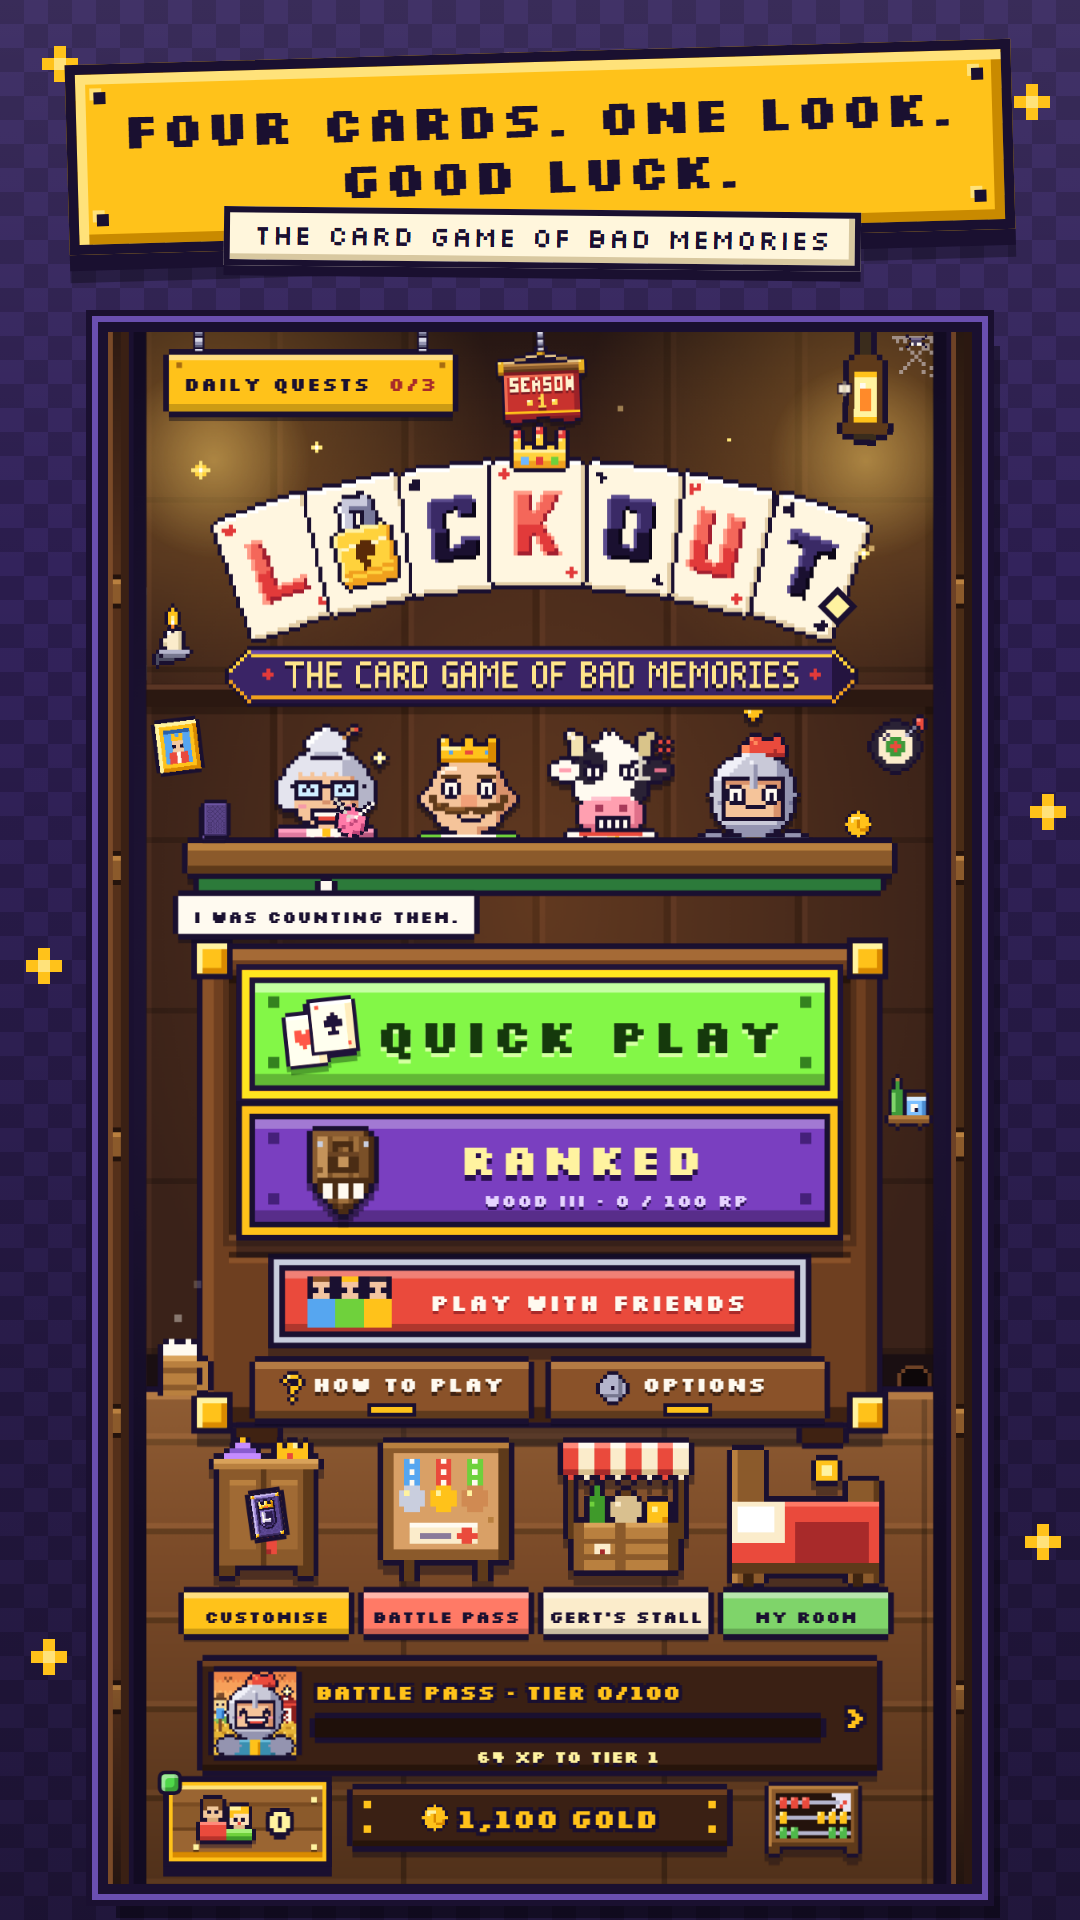 FOUR CARDS. ONE LOOK.
GOOD LUCK.
THE CARD GAME OF BAD MEMORIES
DAILY QUESTS 0/3
SEASON
1
LOCKOUT
THE CARD GAME OF BAD MEMORIES
I WAS COUNTING THEM.
QUICK PLAY
RANKED
WOOD III - 0 / 100 RP
PLAY WITH FRIENDS
HOW TO PLAY
OPTIONS
CUSTOMISE
BATTLE PASS
GERT'S STALL
MY ROOM
BATTLE PASS - TIER 0/100
64 XP TO TIER 1
0
1,100 GOLD